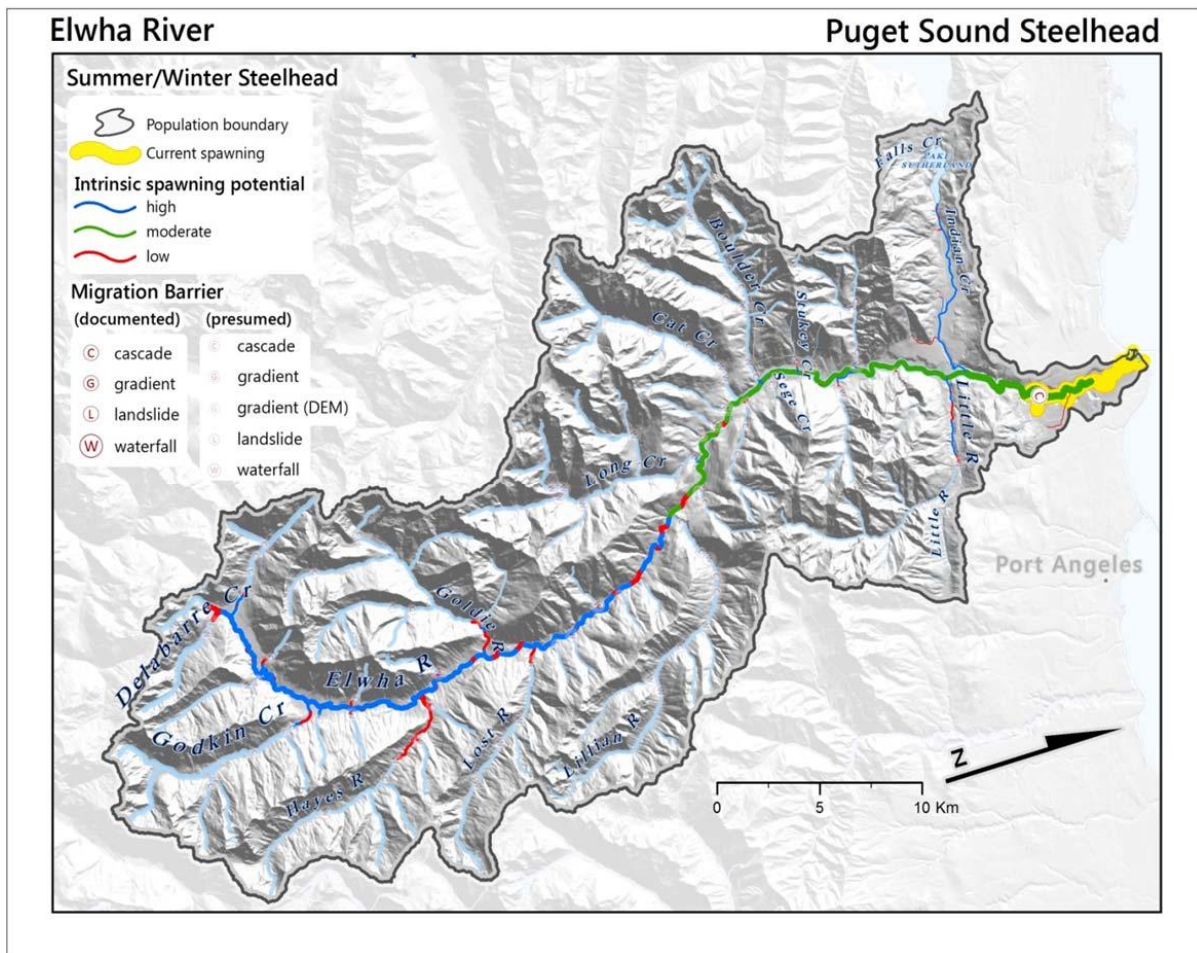 Elwha River
Puget Sound Steelhead
Summer/Winter Steelhead
Population boundary
Current spawning
Intrinsic spawning potential
high
moderate
low
Migration Barrier
(documented)
(presumed)
C cascade
G gradient
L landslide
W waterfall
C cascade
G gradient
gradient (DEM)
L landslide
W waterfall
Falls Cr
LAKE
SUTHERLAND
Indian Cr
Boulder Cr
Stukey Cr
Cat Cr
Sege Cr
Little R
Long Cr
Little R
Port Angeles
Goldie R
Delabarre Cr
Elwha R
Godkin Cr
Lost R
Lillian R
Hayes R
N
0 5 10 Km